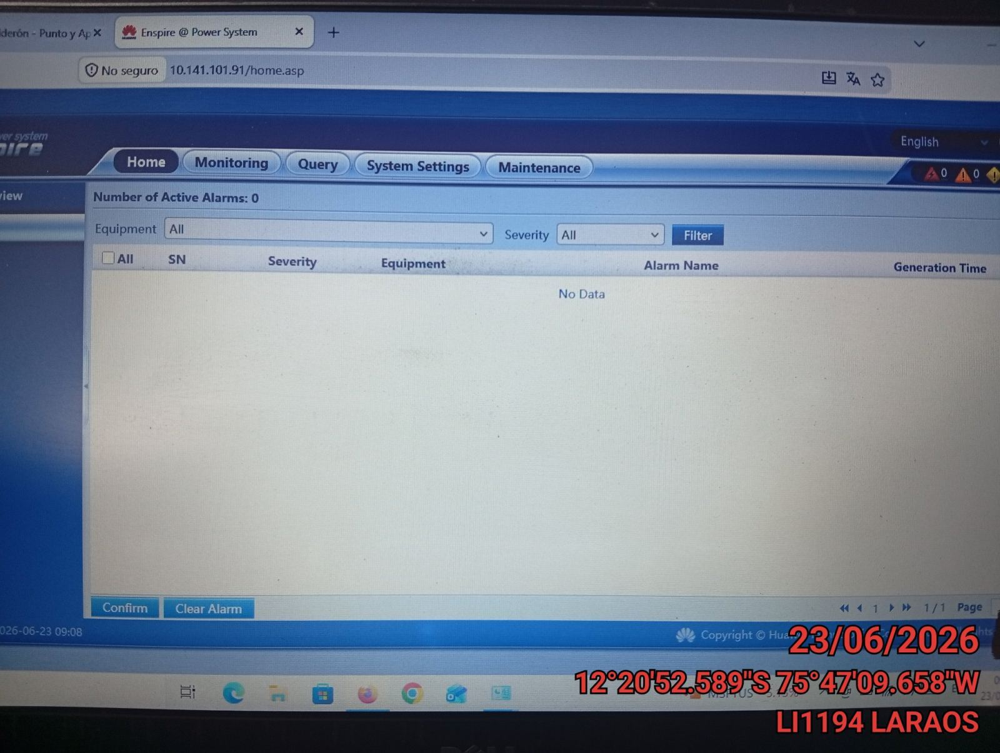 derón - Punto y Ap
Enspire @ Power System
No seguro 10.141.101.91/home.asp
er system
pire
English
Home Monitoring Query System Settings Maintenance
0 0
iew
Number of Active Alarms: 0
Equipment All Severity All Filter
All SN Severity Equipment Alarm Name Generation Time
No Data
Confirm Clear Alarm
1 1 / 1 Page
026-06-23 09:08
Copyright © Hua
23/06/2026
12°20'52.589"S 75°47'09.658"W
LI1194 LARAOS